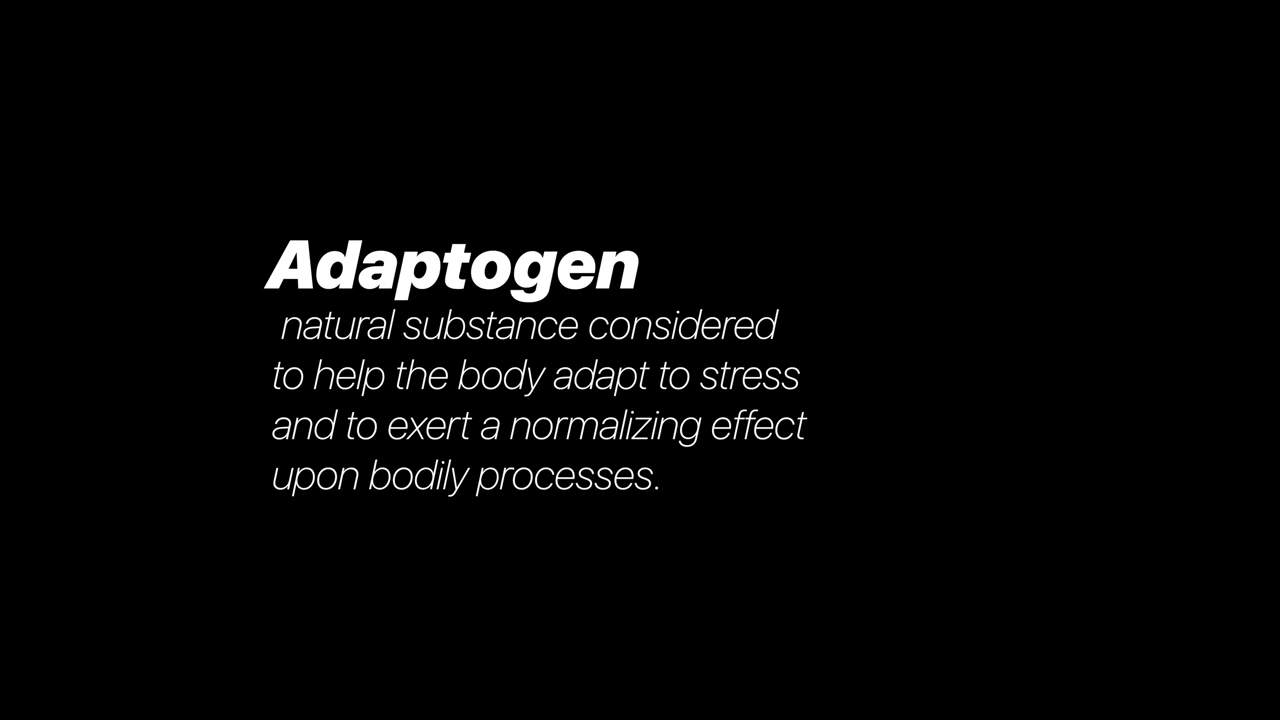 Adaptogen
natural substance considered
to help the body adapt to stress
and to exert a normalizing effect
upon bodily processes.